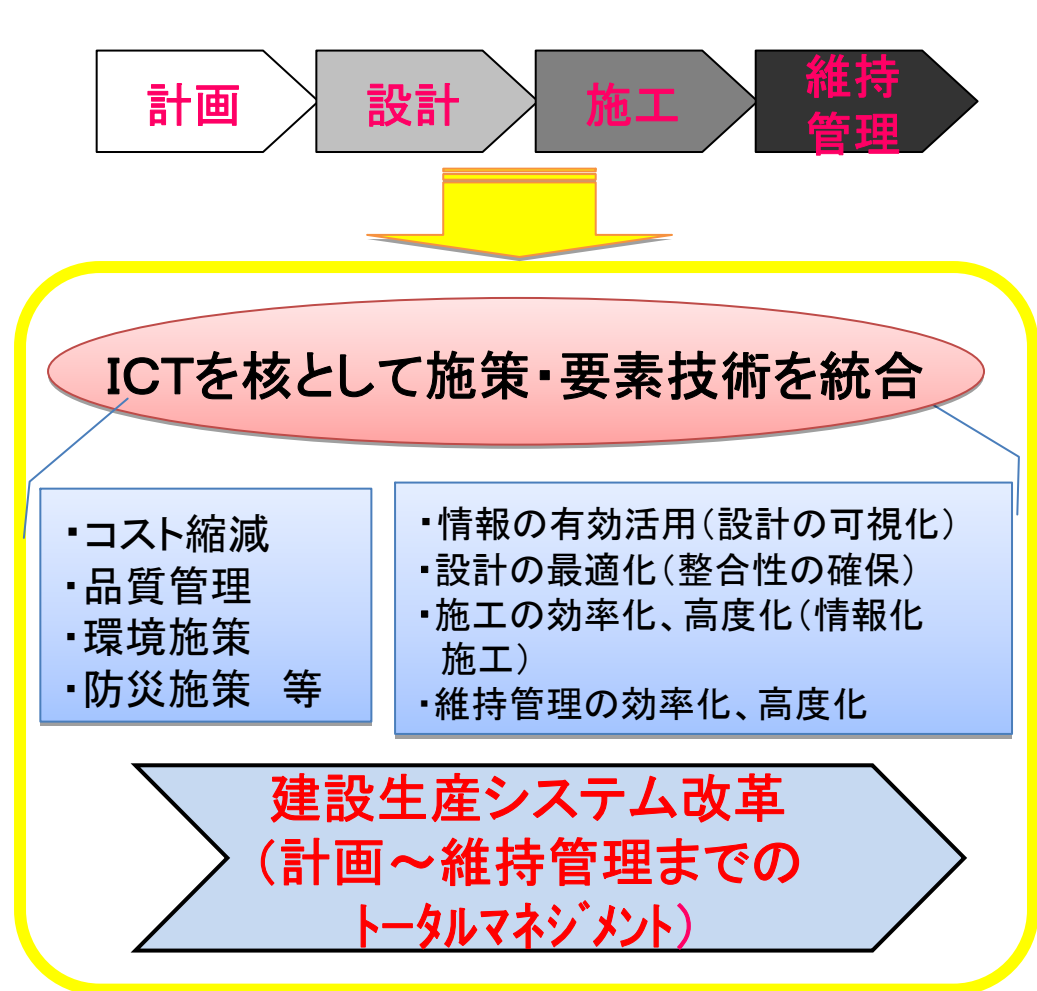 計画
設計
施工
維持
管理
ICTを核として施策・要素技術を統合
・コスト縮減
・品質管理
・環境施策
・防災施策　等
・情報の有効活用（設計の可視化）
・設計の最適化（整合性の確保）
・施工の効率化、高度化（情報化
施工）
・維持管理の効率化、高度化
建設生産システム改革
（計画～維持管理までの
ﾄｰﾀﾙﾏﾈｼﾞﾒﾝﾄ）